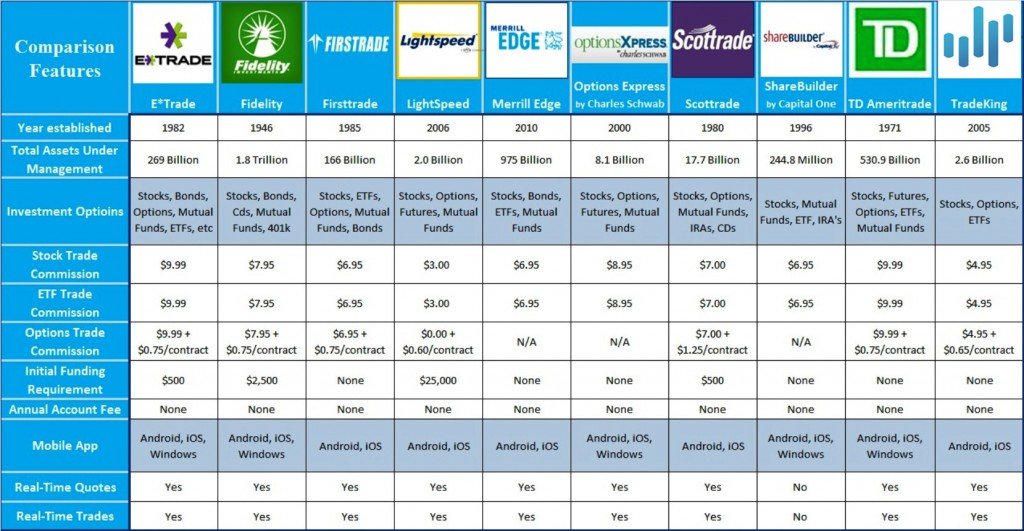 Comparison
Features
E*TRADE
Fidelity
INVESTMENTS
FIRSTRADE
Lightspeed
MERRILL
EDGE
optionsXpress
by charles SCHWAB
Scottrade
SHAREBUILDER
by Capital One
TD
E*Trade
Fidelity
Firsttrade
LightSpeed
Merrill Edge
Options Express
by Charles Schwab
Scottrade
ShareBuilder
by Capital One
TD Ameritrade
TradeKing
Year established
1982
1946
1985
2006
2010
2000
1980
1996
1971
2005
Total Assets Under
Management
269 Billion
1.8 Trillion
166 Billion
2.0 Billion
975 Billion
8.1 Billion
17.7 Billion
244.8 Million
530.9 Billion
2.6 Billion
Investment Optioins
Stocks, Bonds,
Options, Mutual
Funds, ETFs, etc
Stocks, Bonds,
Cds, Mutual
Funds, 401k
Stocks, ETFs,
Options, Mutual
Funds, Bonds
Stocks, Options,
Futures, Mutual
Funds
Stocks, Bonds,
ETFs, Mutual
Funds
Stocks, Options,
Futures, Mutual
Funds
Stocks, Options,
Mutual Funds,
IRAs, CDs
Stocks, Mutual
Funds, ETF, IRA's
Stocks, Futures,
Options, ETFs,
Mutual Funds
Stocks, Options,
ETFs
Stock Trade
Commission
$9.99
$7.95
$6.95
$3.00
$6.95
$8.95
$7.00
$6.95
$9.99
$4.95
ETF Trade
Commission
$9.99
$7.95
$6.95
$3.00
$6.95
$8.95
$7.00
$6.95
$9.99
$4.95
Options Trade
Commission
$9.99 +
$0.75/contract
$7.95 +
$0.75/contract
$6.95 +
$0.75/contract
$0.00 +
$0.60/contract
N/A
N/A
$7.00 +
$1.25/contract
N/A
$9.99 +
$0.75/contract
$4.95 +
$0.65/contract
Initial Funding
Requirement
$500
$2,500
None
$25,000
None
None
$500
None
None
None
Annual Account Fee
None
None
None
None
None
None
None
None
None
None
Mobile App
Android, iOS,
Windows
Android, iOS,
Windows
Android, iOS
Android, iOS
Android, iOS
Android, iOS,
Windows
Android, iOS
Android, iOS,
Windows
Android, iOS,
Windows
Android, iOS
Real-Time Quotes
Yes
Yes
Yes
Yes
Yes
Yes
Yes
No
Yes
Yes
Real-Time Trades
Yes
Yes
Yes
Yes
Yes
Yes
Yes
No
Yes
Yes